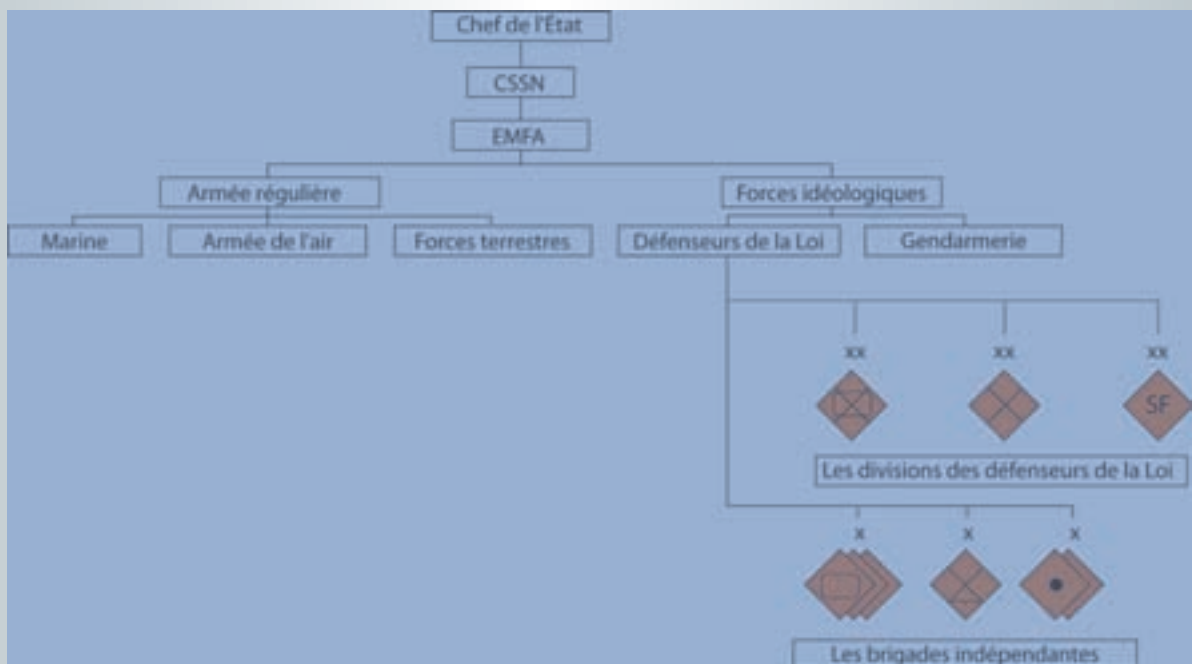 Chef de l'État
CSSN
EMFA
Armée régulière Forces idéologiques
Marine Armée de l'air Forces terrestres Défenseurs de la Loi Gendarmerie
xx xx xx
SF
Les divisions des défenseurs de la Loi
x x x
Les brigades indépendantes